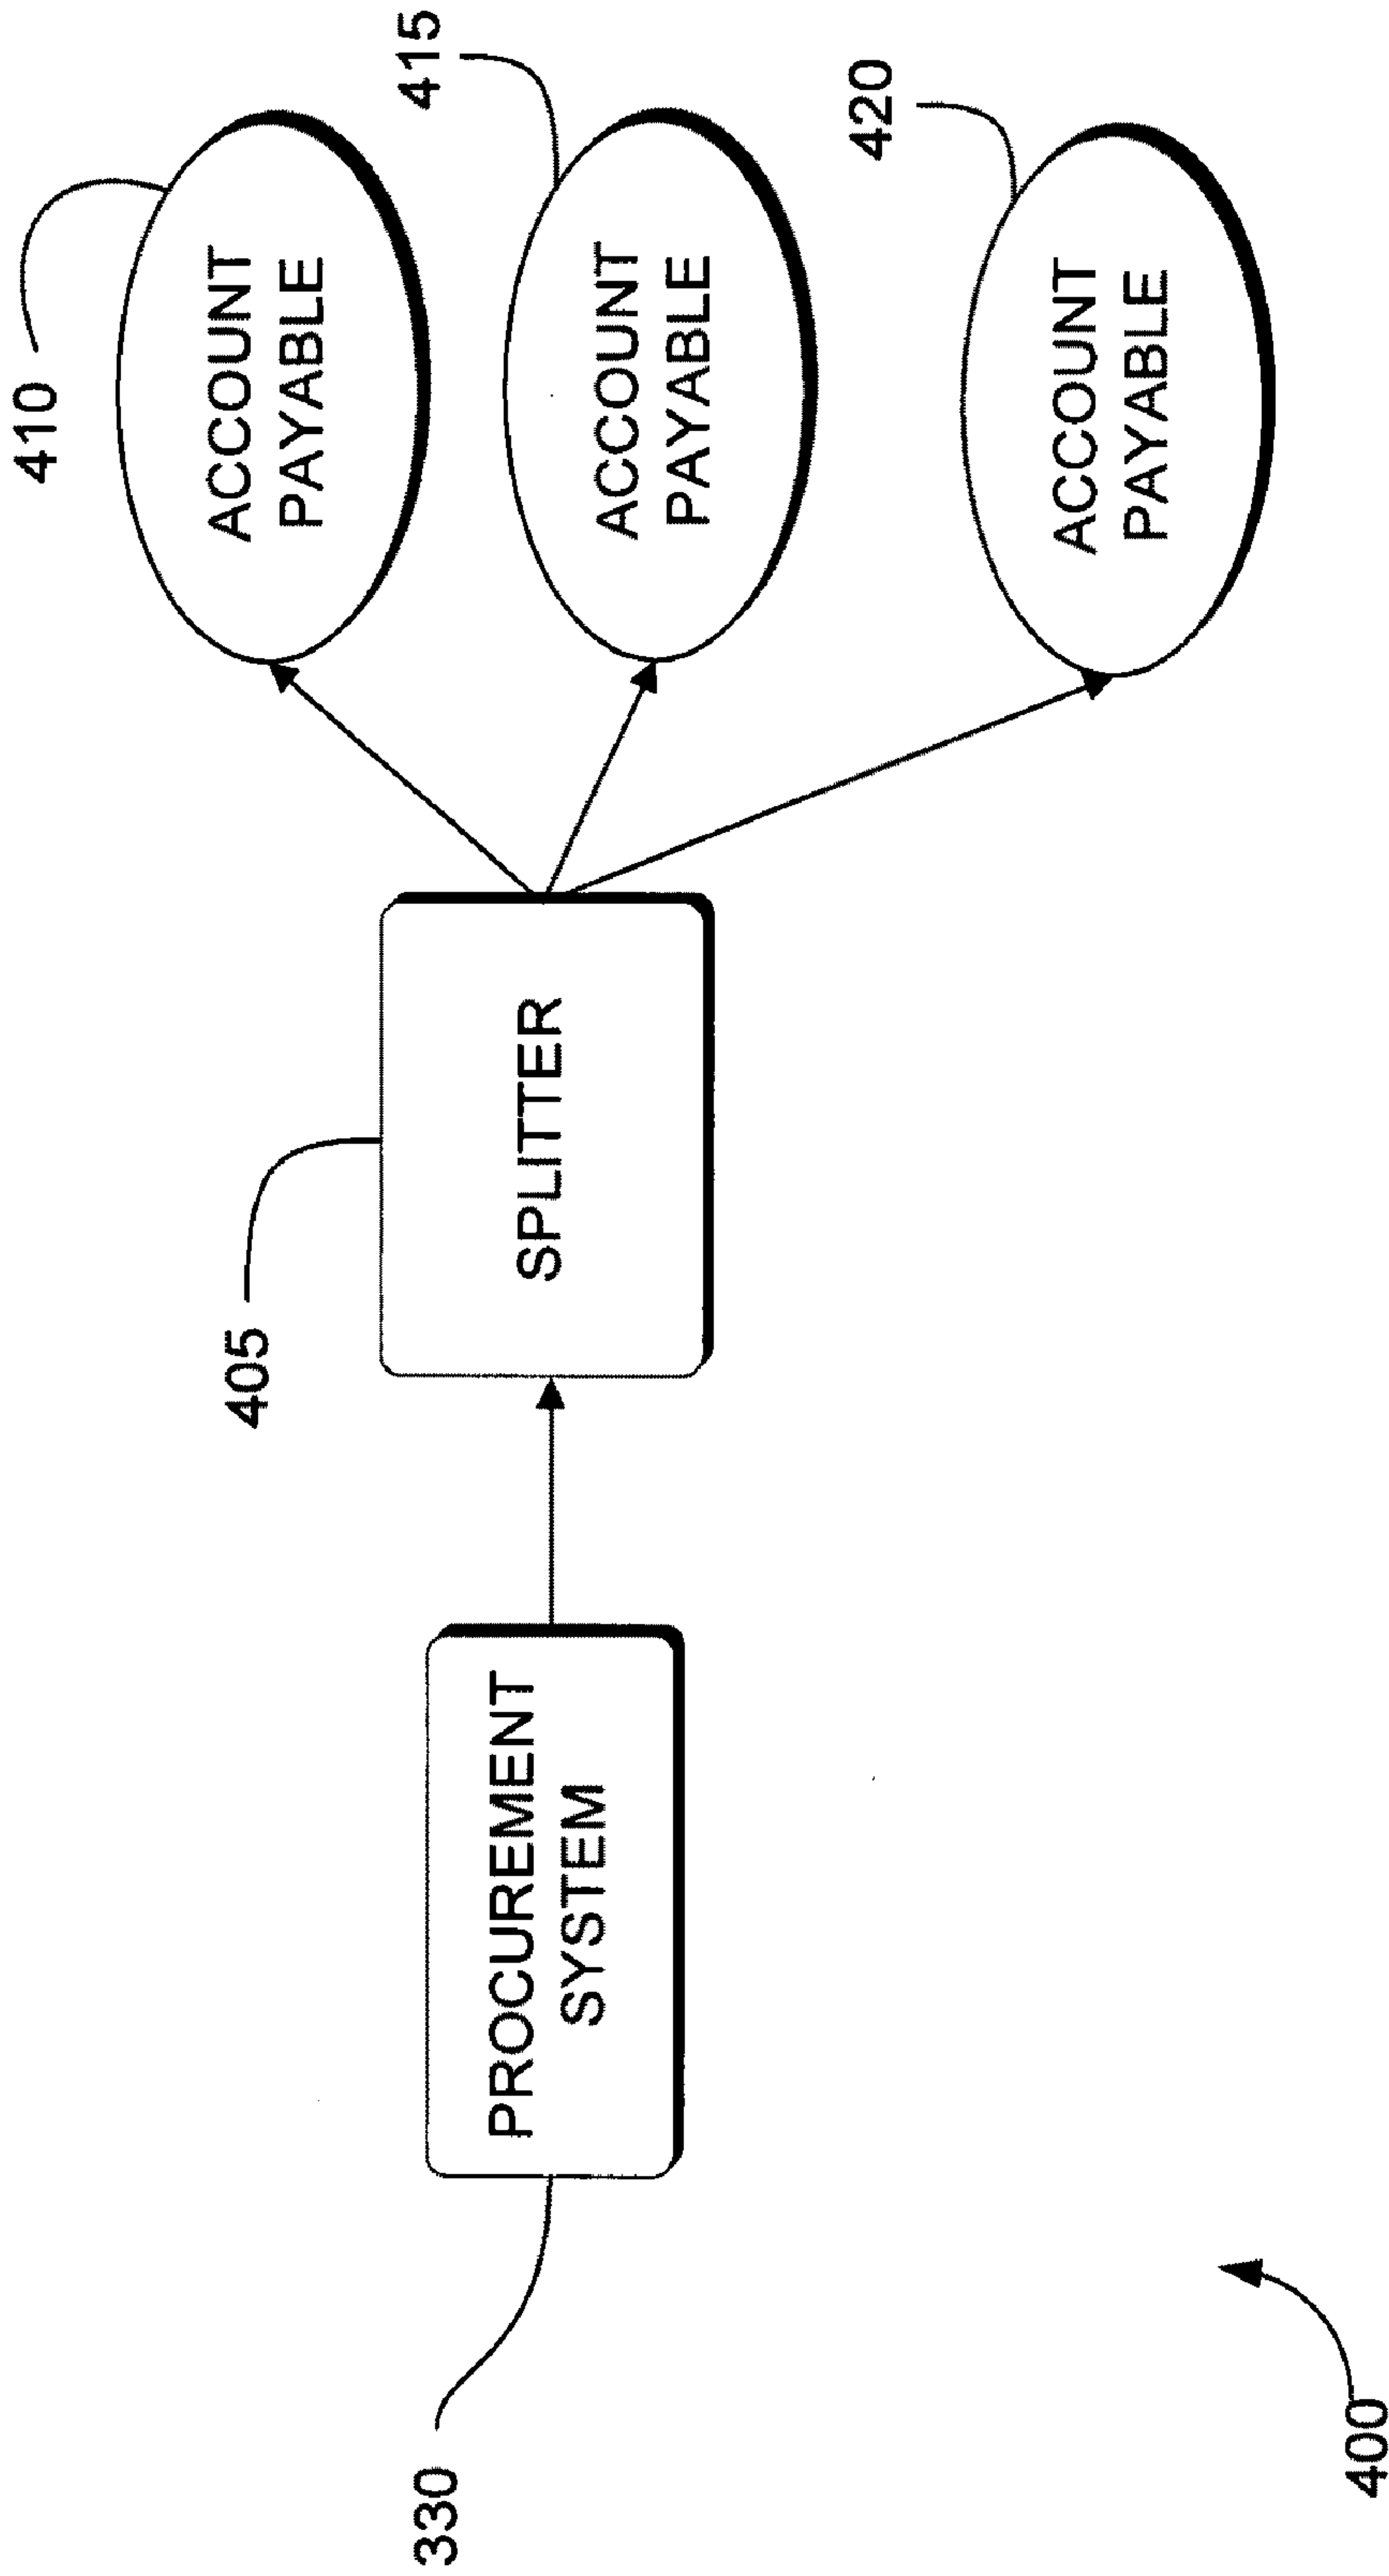 410
ACCOUNT
PAYABLE
415
ACCOUNT
PAYABLE
420
ACCOUNT
PAYABLE
405
SPLITTER
PROCUREMENT
SYSTEM
330
400